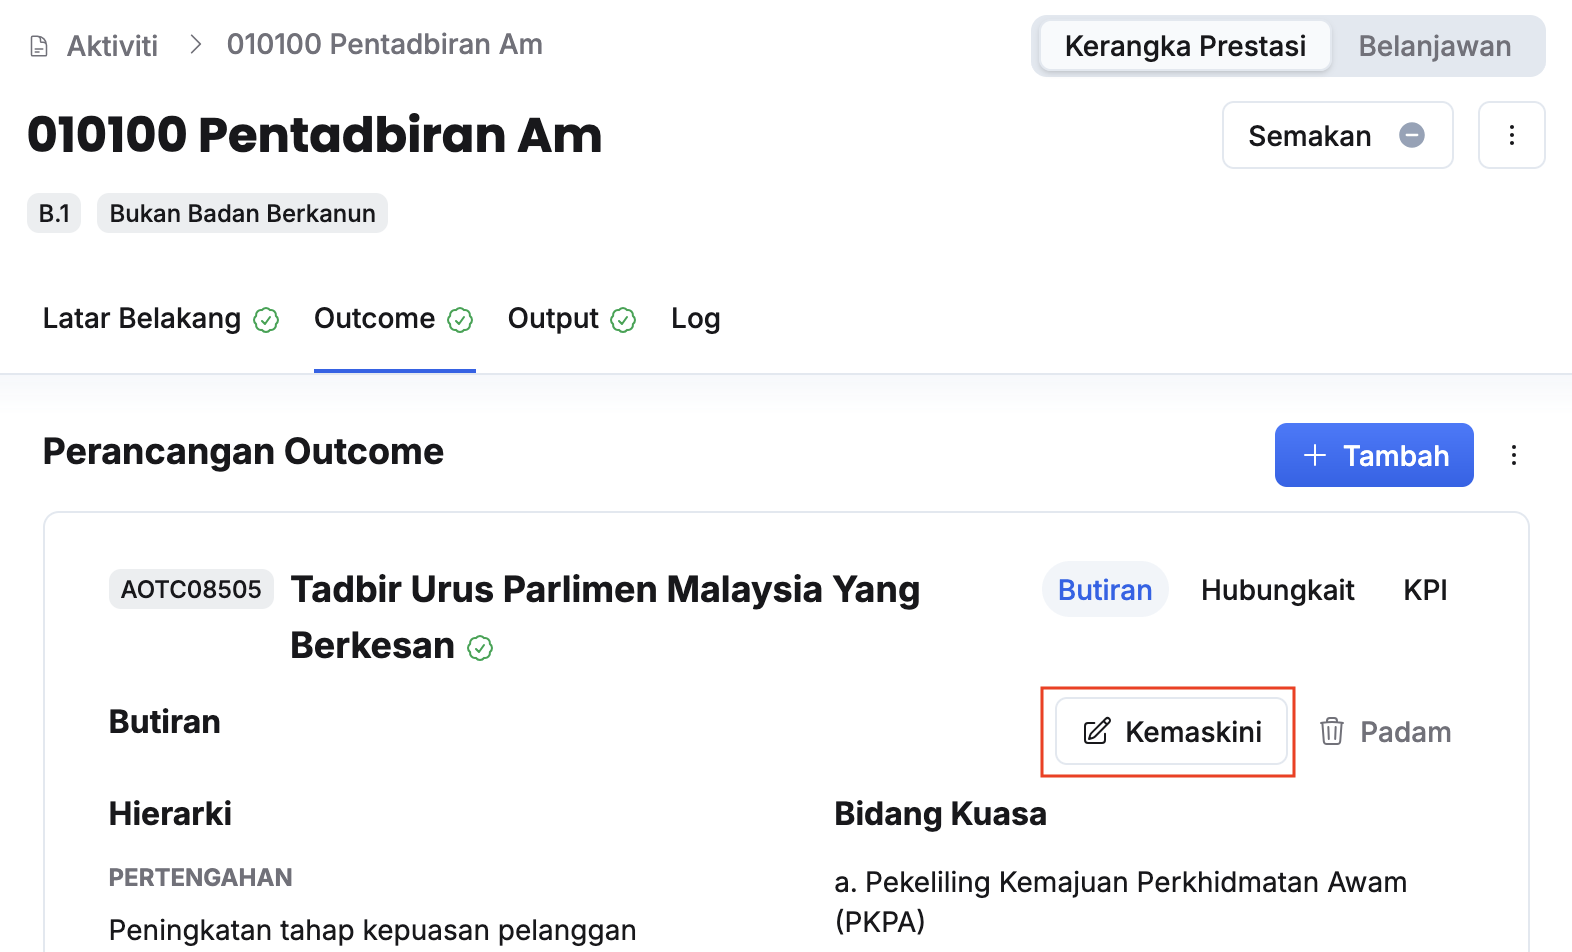 Aktiviti > 010100 Pentadbiran Am
Kerangka Prestasi Belanjawan
010100 Pentadbiran Am
Semakan
B.1 Bukan Badan Berkanun
Latar Belakang Outcome Output Log
Perancangan Outcome
+ Tambah
AOTC08505 Tadbir Urus Parlimen Malaysia Yang
Berkesan
Butiran Hubungkait KPI
Butiran
Kemaskini Padam
Hierarki
PERTENGAHAN
Peningkatan tahap kepuasan pelanggan
Bidang Kuasa
a. Pekeliling Kemajuan Perkhidmatan Awam
(PKPA)